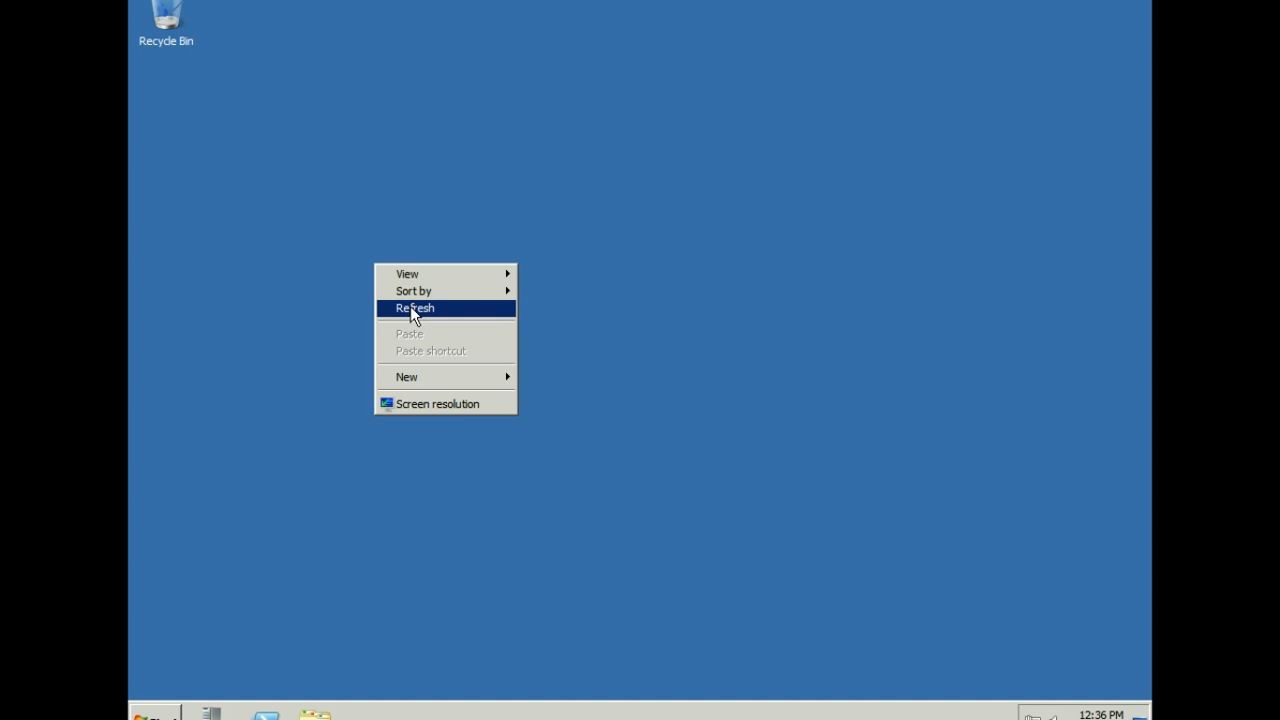 Recycle Bin
View
Sort by
Refresh
Paste
Paste shortcut
New
Screen resolution
12:36 PM